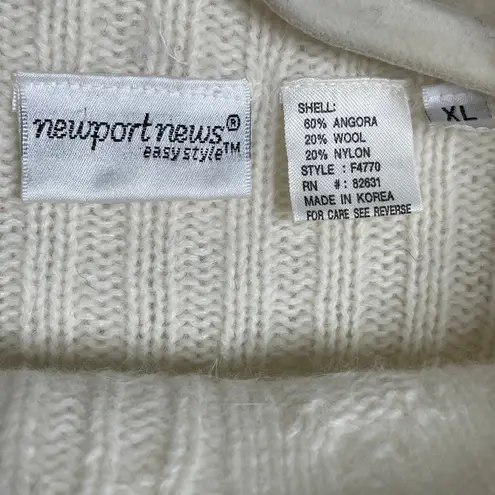 newport news®
easy style™
SHELL:
60% ANGORA
20% WOOL
20% NYLON
STYLE : F4770
RN # : 82631
MADE IN KOREA
FOR CARE SEE REVERSE
XL